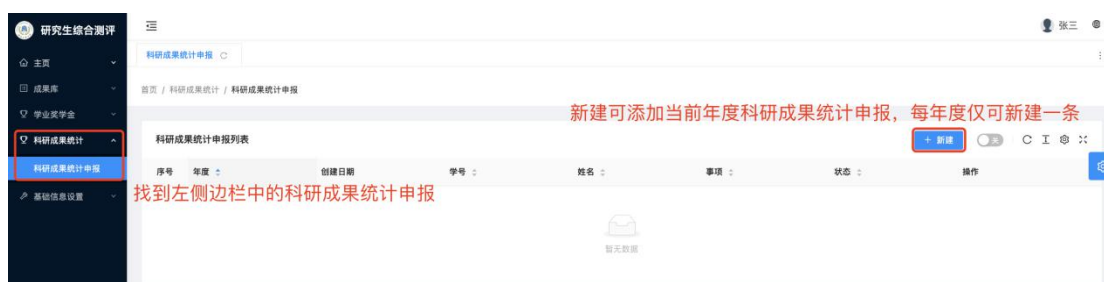 研究生综合测评
张三
主页
科研成果统计申报
成果库
首页 / 科研成果统计 / 科研成果统计申报
学业奖学金
新建可添加当前年度科研成果统计申报，每年度仅可新建一条
科研成果统计
科研成果统计申报列表
+ 新建
关
科研成果统计申报
序号 年度 创建日期 学号 姓名 事项 状态 操作
找到左侧边栏中的科研成果统计申报
基础信息设置
暂无数据